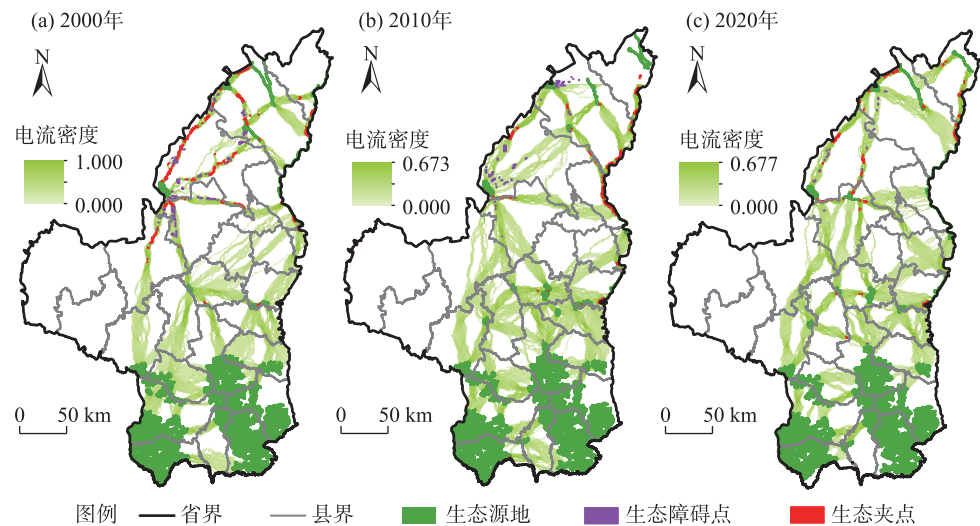 (a) 2000年
(b) 2010年
(c) 2020年
N
N
N
电流密度
1.000
0.000
电流密度
0.673
0.000
电流密度
0.677
0.000
0 50 km
0 50 km
0 50 km
图例 省界 县界 生态源地 生态障碍点 生态夹点